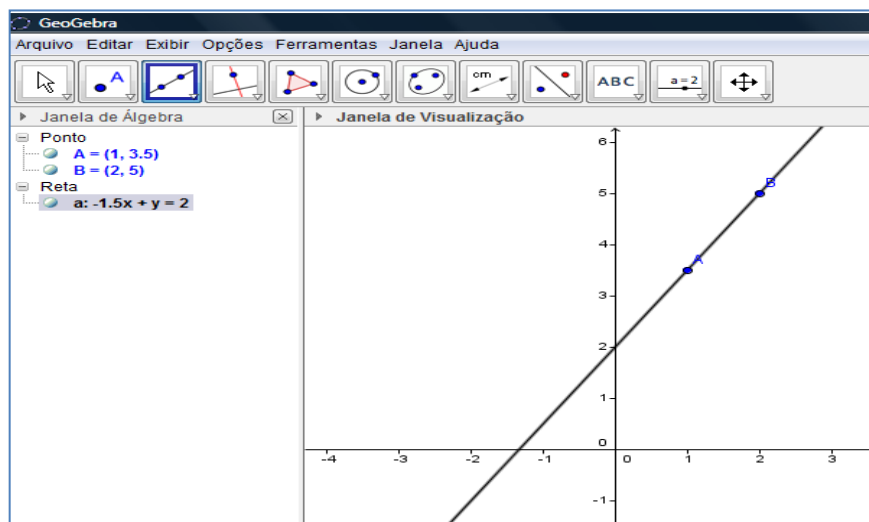 GeoGebra
Arquivo Editar Exibir Opções Ferramentas Janela Ajuda
A cm ABC a = 2
Janela de Álgebra
Janela de Visualização
Ponto
A = (1, 3.5)
B = (2, 5)
Reta
a: -1.5x + y = 2
6
B
5
A
4
3
2
1
0
-4 -3 -2 -1 0 1 2 3
-1